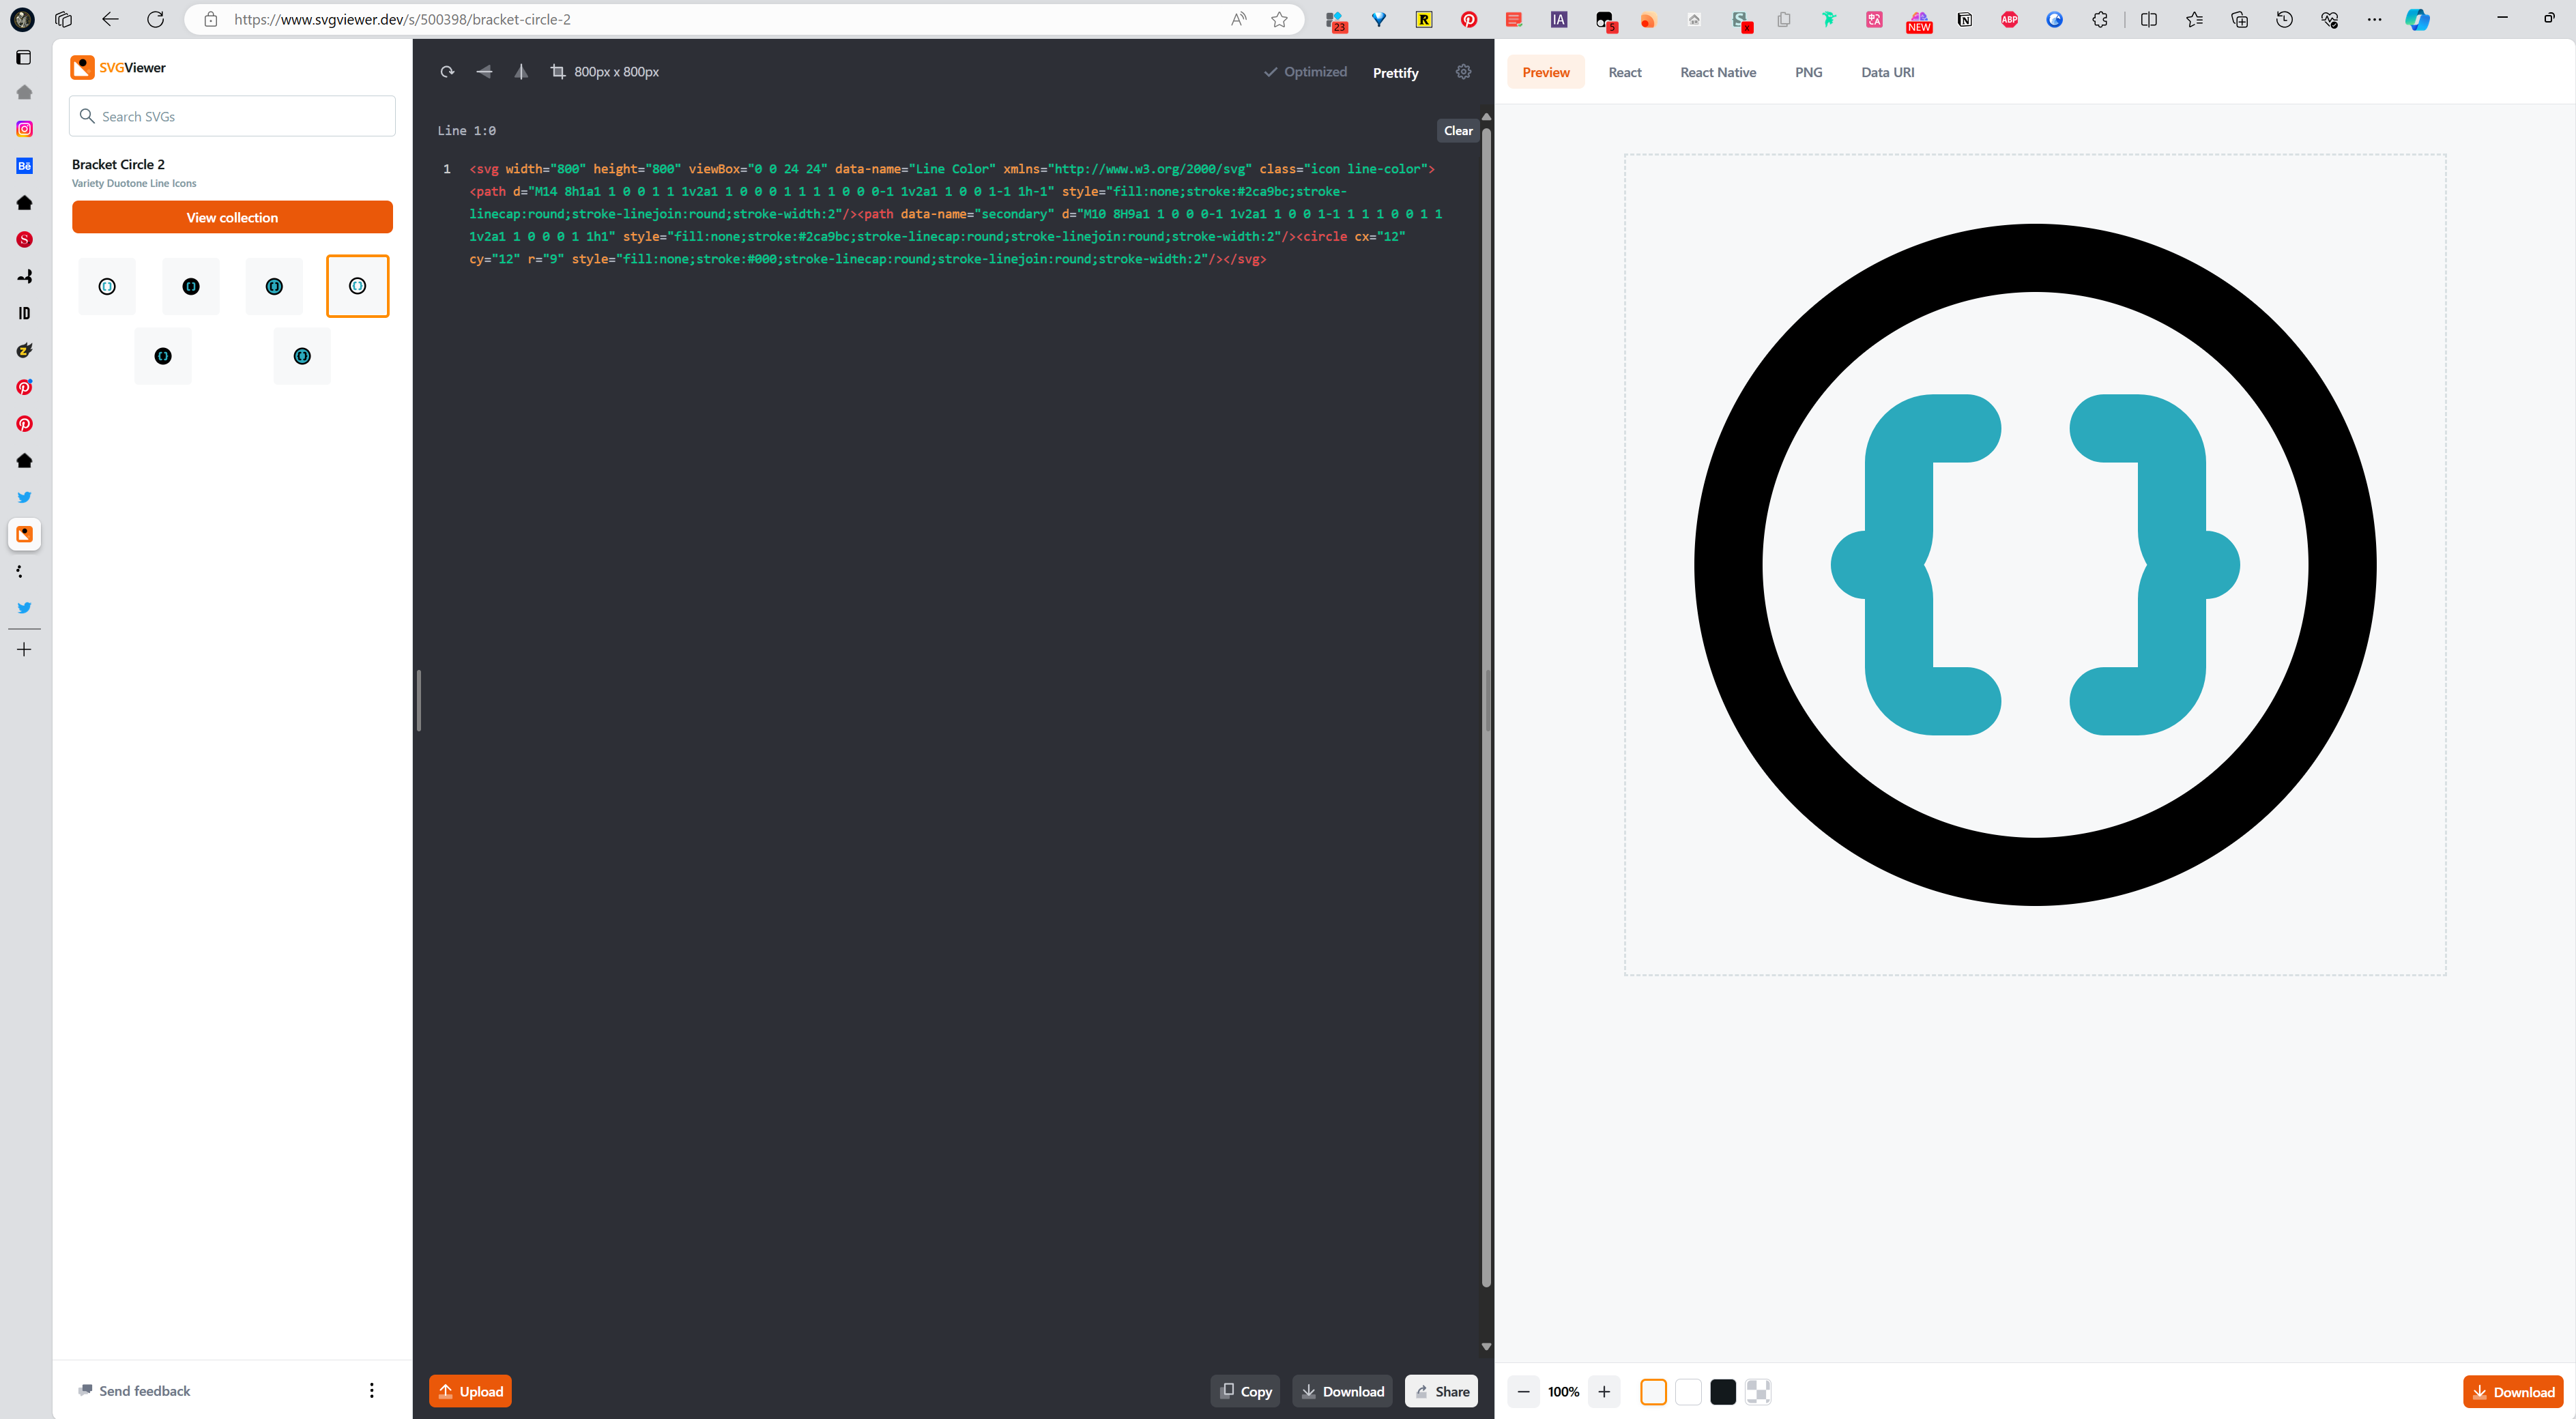 https://www.svgviewer.dev/s/500398/bracket-circle-2
23
R
IA
5
x
NEW
ABP
Bē
S
ID
Z
SVGViewer
Search SVGs
Bracket Circle 2
Variety Duotone Line Icons
View collection
Send feedback
800px x 800px
Optimized
Prettify
Line 1:0
Clear
1
<svg width="800" height="800" viewBox="0 0 24 24" data-name="Line Color" xmlns="http://www.w3.org/2000/svg" class="icon line-color">
<path d="M14 8h1a1 1 0 0 1 1 1v2a1 1 0 0 0 1 1 1 1 0 0 0-1 1v2a1 1 0 0 1-1 1h-1" style="fill:none;stroke:#2ca9bc;stroke-
linecap:round;stroke-linejoin:round;stroke-width:2"/><path data-name="secondary" d="M10 8H9a1 1 0 0 0-1 1v2a1 1 0 0 1-1 1 1 1 0 0 1 1
1v2a1 1 0 0 0 1 1h1" style="fill:none;stroke:#2ca9bc;stroke-linecap:round;stroke-linejoin:round;stroke-width:2"/><circle cx="12"
cy="12" r="9" style="fill:none;stroke:#000;stroke-linecap:round;stroke-linejoin:round;stroke-width:2"/></svg>
Upload
Copy
Download
Share
Preview
React
React Native
PNG
Data URI
100%
Download